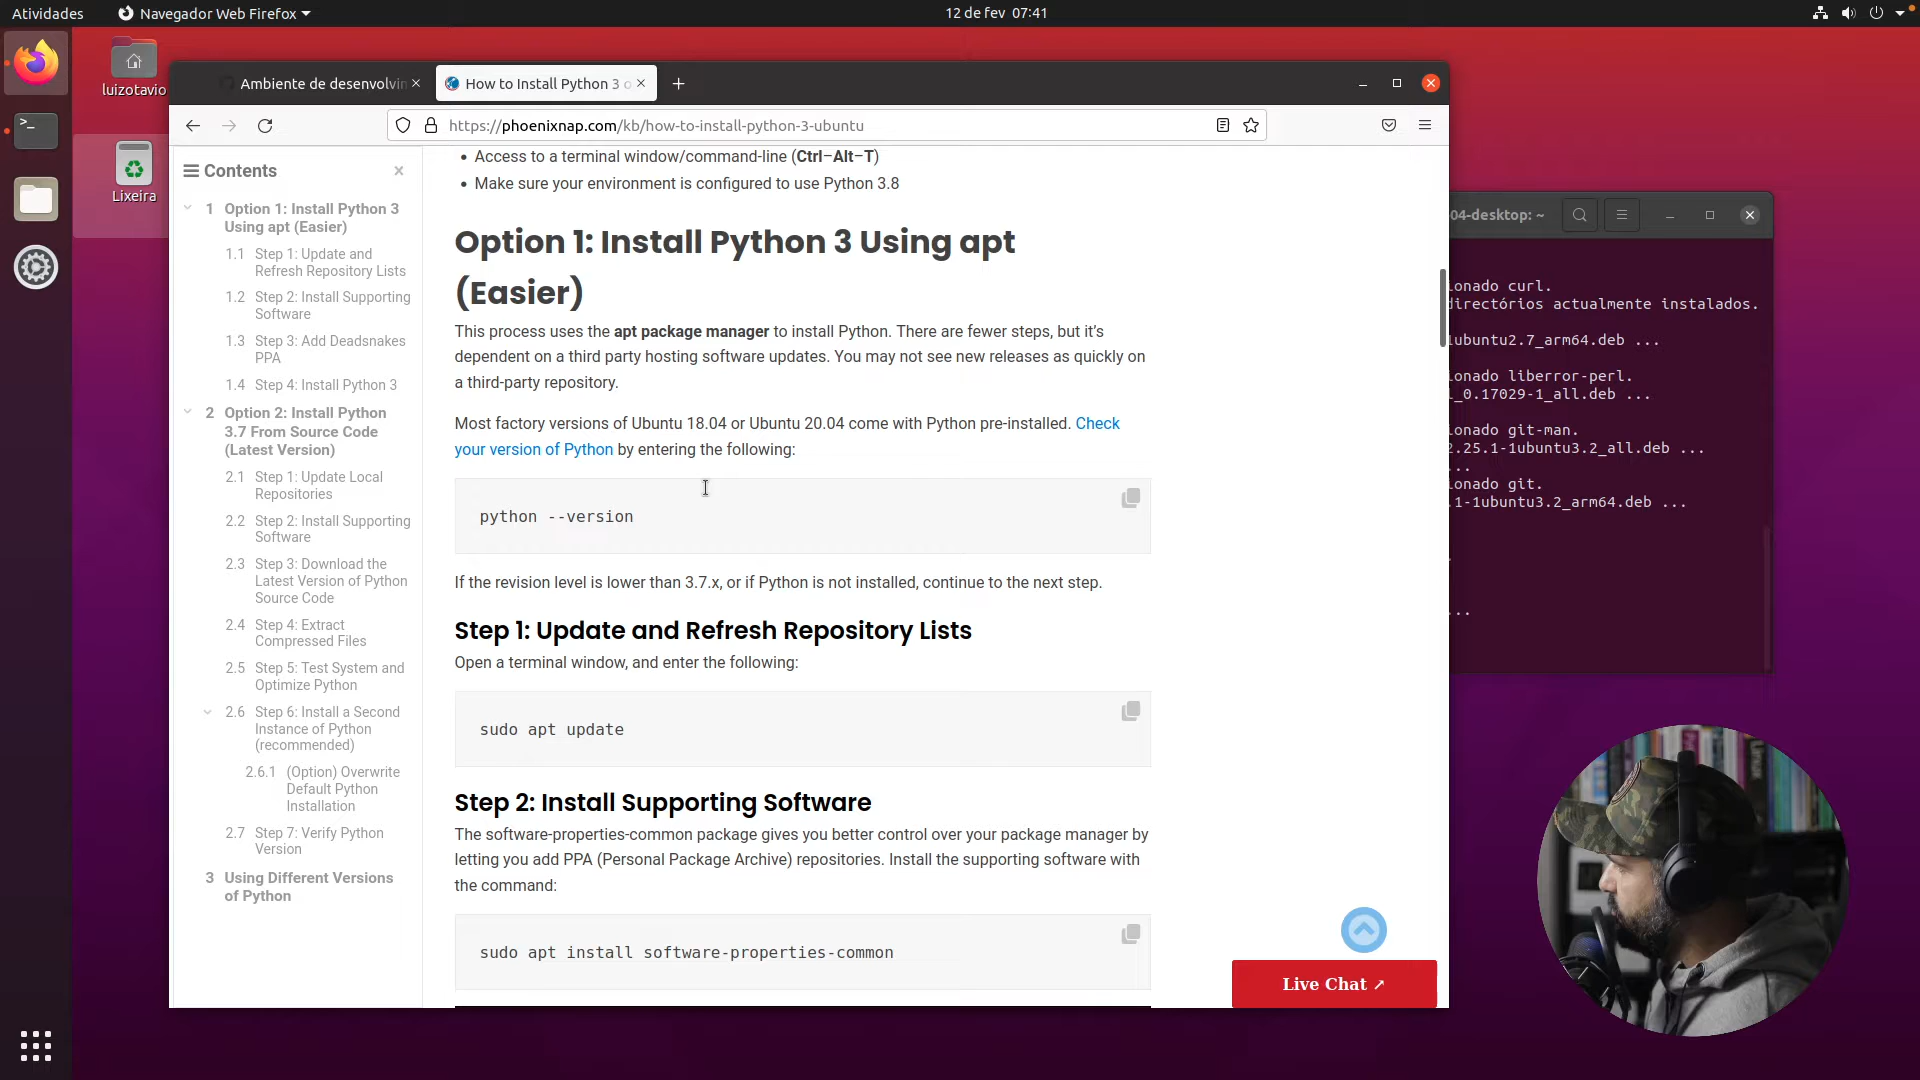 Atividades
Navegador Web Firefox
12 de fev 07:41
luizotavio
Lixeira
Ambiente de desenvolvin
How to Install Python 3 o
https://phoenixnap.com/kb/how-to-install-python-3-ubuntu
Contents
1 Option 1: Install Python 3
Using apt (Easier)
1.1 Step 1: Update and
Refresh Repository Lists
1.2 Step 2: Install Supporting
Software
1.3 Step 3: Add Deadsnakes
PPA
1.4 Step 4: Install Python 3
2 Option 2: Install Python
3.7 From Source Code
(Latest Version)
2.1 Step 1: Update Local
Repositories
2.2 Step 2: Install Supporting
Software
2.3 Step 3: Download the
Latest Version of Python
Source Code
2.4 Step 4: Extract
Compressed Files
2.5 Step 5: Test System and
Optimize Python
2.6 Step 6: Install a Second
Instance of Python
(recommended)
2.6.1 (Option) Overwrite
Default Python
Installation
2.7 Step 7: Verify Python
Version
3 Using Different Versions
of Python
• Access to a terminal window/command-line (Ctrl–Alt–T)
• Make sure your environment is configured to use Python 3.8
Option 1: Install Python 3 Using apt
(Easier)
This process uses the apt package manager to install Python. There are fewer steps, but it’s
dependent on a third party hosting software updates. You may not see new releases as quickly on
a third-party repository.
Most factory versions of Ubuntu 18.04 or Ubuntu 20.04 come with Python pre-installed. Check
your version of Python by entering the following:
python --version
If the revision level is lower than 3.7.x, or if Python is not installed, continue to the next step.
Step 1: Update and Refresh Repository Lists
Open a terminal window, and enter the following:
sudo apt update
Step 2: Install Supporting Software
The software-properties-common package gives you better control over your package manager by
letting you add PPA (Personal Package Archive) repositories. Install the supporting software with
the command:
sudo apt install software-properties-common
Live Chat ↗
04-desktop: ~
ionado curl.
directórios actualmente instalados.
1ubuntu2.7_arm64.deb ...
ionado liberror-perl.
_0.17029-1_all.deb ...
ionado git-man.
2.25.1-1ubuntu3.2_all.deb ...
...
ionado git.
.1-1ubuntu3.2_arm64.deb ...
.
...